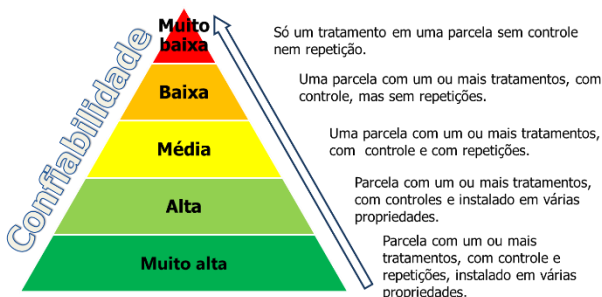 Confiabilidade
Muito
baixa
Só um tratamento em uma parcela sem controle
nem repetição.
Baixa
Uma parcela com um ou mais tratamentos, com
controle, mas sem repetições.
Média
Uma parcela com um ou mais tratamentos,
com controle e com repetições.
Alta
Parcela com um ou mais tratamentos,
com controles e instalado em várias
propriedades.
Muito alta
Parcela com um ou mais
tratamentos, com controle e
repetições, instalado em várias
propriedades.